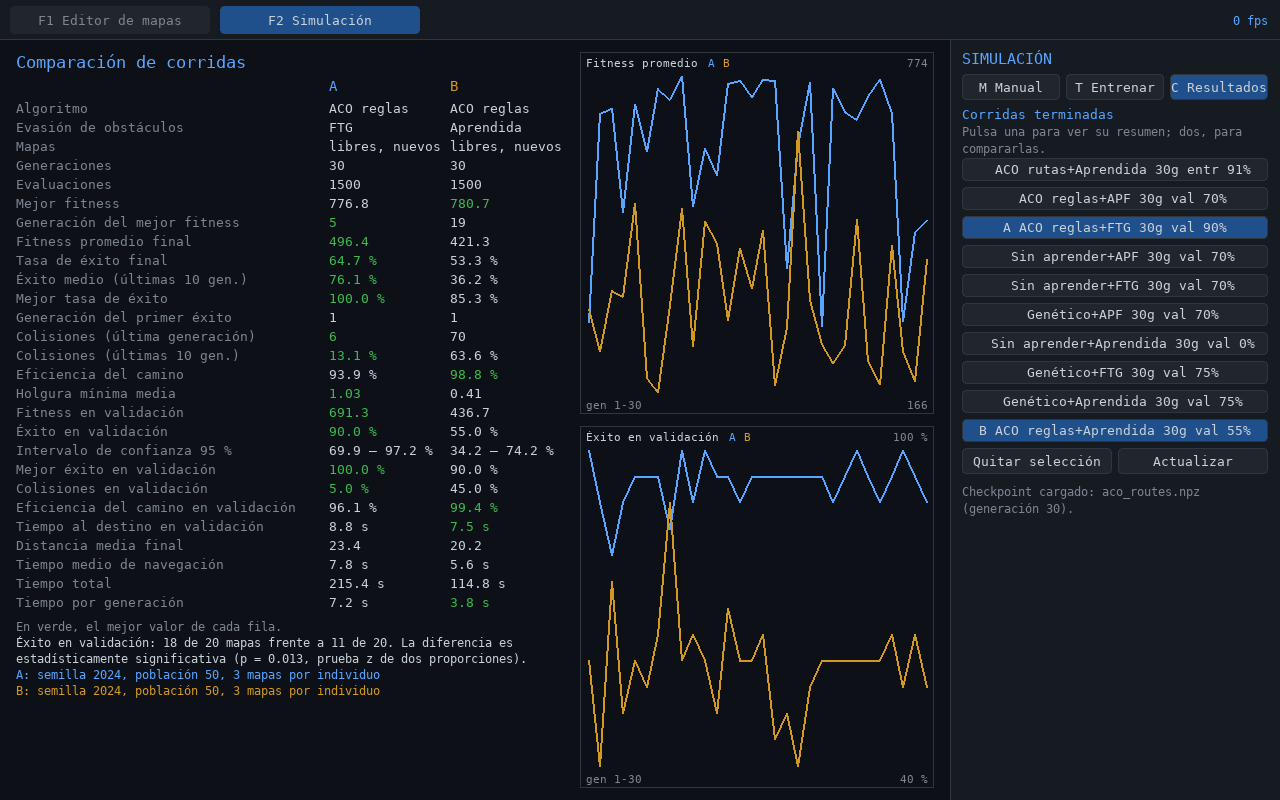 F1 Editor de mapas F2 Simulación 0 fps
Comparación de corridas
A B
Algoritmo ACO reglas ACO reglas
Evasión de obstáculos FTG Aprendida
Mapas libres, nuevos libres, nuevos
Generaciones 30 30
Evaluaciones 1500 1500
Mejor fitness 776.8 780.7
Generación del mejor fitness 5 19
Fitness promedio final 496.4 421.3
Tasa de éxito final 64.7 % 53.3 %
Éxito medio (últimas 10 gen.) 76.1 % 36.2 %
Mejor tasa de éxito 100.0 % 85.3 %
Generación del primer éxito 1 1
Colisiones (última generación) 6 70
Colisiones (últimas 10 gen.) 13.1 % 63.6 %
Eficiencia del camino 93.9 % 98.8 %
Holgura mínima media 1.03 0.41
Fitness en validación 691.3 436.7
Éxito en validación 90.0 % 55.0 %
Intervalo de confianza 95 % 69.9 – 97.2 % 34.2 – 74.2 %
Mejor éxito en validación 100.0 % 90.0 %
Colisiones en validación 5.0 % 45.0 %
Eficiencia del camino en validación 96.1 % 99.4 %
Tiempo al destino en validación 8.8 s 7.5 s
Distancia media final 23.4 20.2
Tiempo medio de navegación 7.8 s 5.6 s
Tiempo total 215.4 s 114.8 s
Tiempo por generación 7.2 s 3.8 s
En verde, el mejor valor de cada fila.
Éxito en validación: 18 de 20 mapas frente a 11 de 20. La diferencia es
estadísticamente significativa (p = 0.013, prueba z de dos proporciones).
A: semilla 2024, población 50, 3 mapas por individuo
B: semilla 2024, población 50, 3 mapas por individuo
Fitness promedio A B 774
gen 1-30 166
Éxito en validación A B 100 %
gen 1-30 40 %
SIMULACIÓN
M Manual T Entrenar C Resultados
Corridas terminadas
Pulsa una para ver su resumen; dos, para
compararlas.
ACO rutas+Aprendida 30g entr 91%
ACO reglas+APF 30g val 70%
A ACO reglas+FTG 30g val 90%
Sin aprender+APF 30g val 70%
Sin aprender+FTG 30g val 70%
Genético+APF 30g val 70%
Sin aprender+Aprendida 30g val 0%
Genético+FTG 30g val 75%
Genético+Aprendida 30g val 75%
B ACO reglas+Aprendida 30g val 55%
Quitar selección Actualizar
Checkpoint cargado: aco_routes.npz
(generación 30).